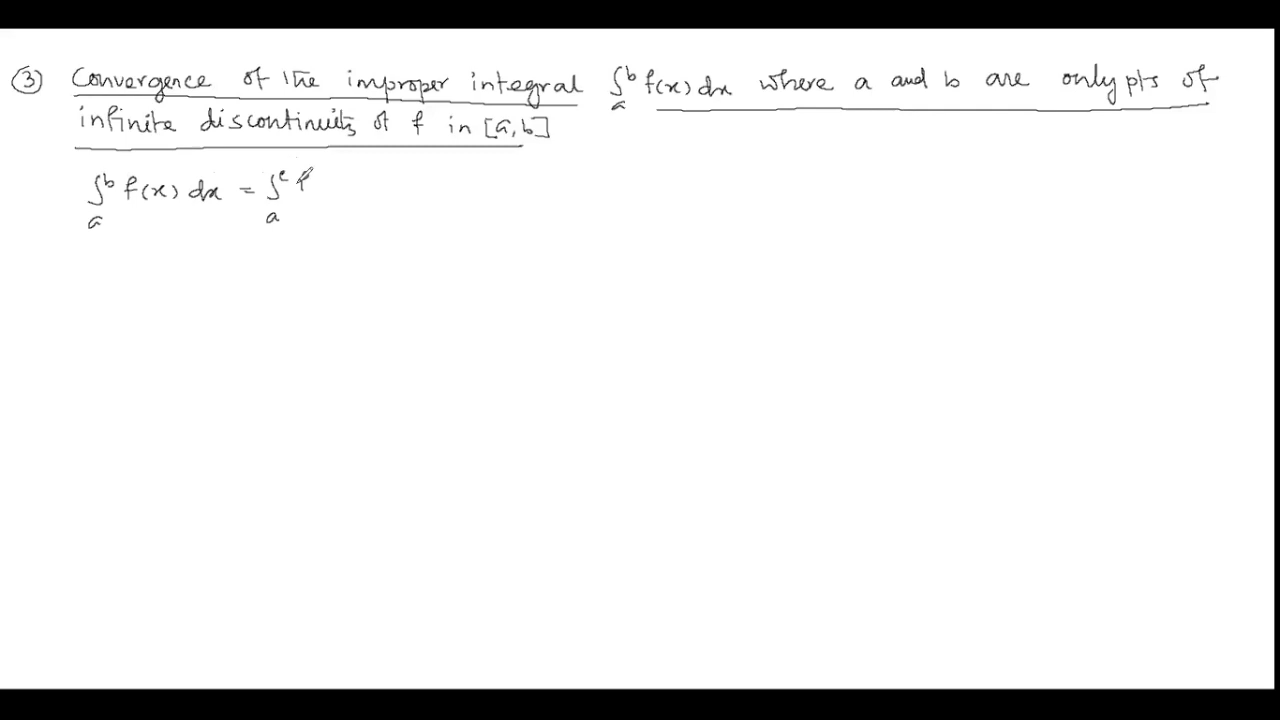 ③ Convergence of the improper integral ∫_a^b f(x) dx where a and b are only pts of
infinite discontinuity of f in [a, b]
∫_a^b f(x) dx = ∫_a^c f